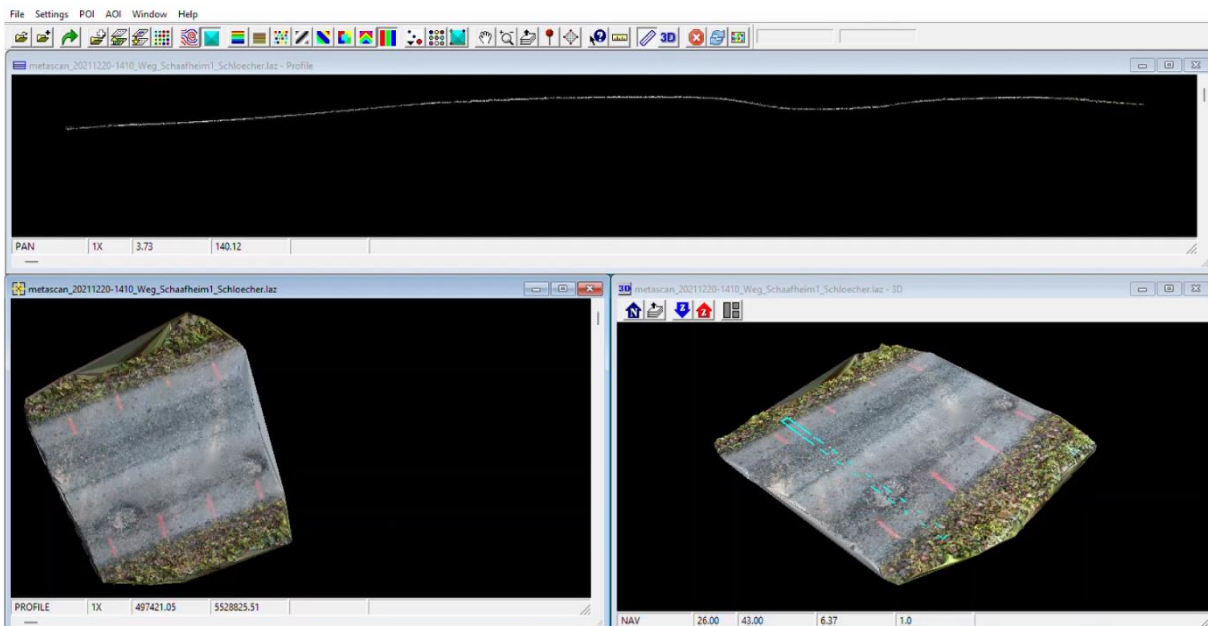 File Settings POI AOI Window Help
3D
metascan_20211220-1410_Weg_Schaafheim1_Schloecher.laz - Profile
PAN 1X 3.73 140.12
metascan_20211220-1410_Weg_Schaafheim1_Schloecher.laz
PROFILE 1X 497421.05 5528825.51
3D metascan_20211220-1410_Weg_Schaafheim1_Schloecher.laz - 3D
N Z Z
NAV 26.00 43.00 6.37 1.0